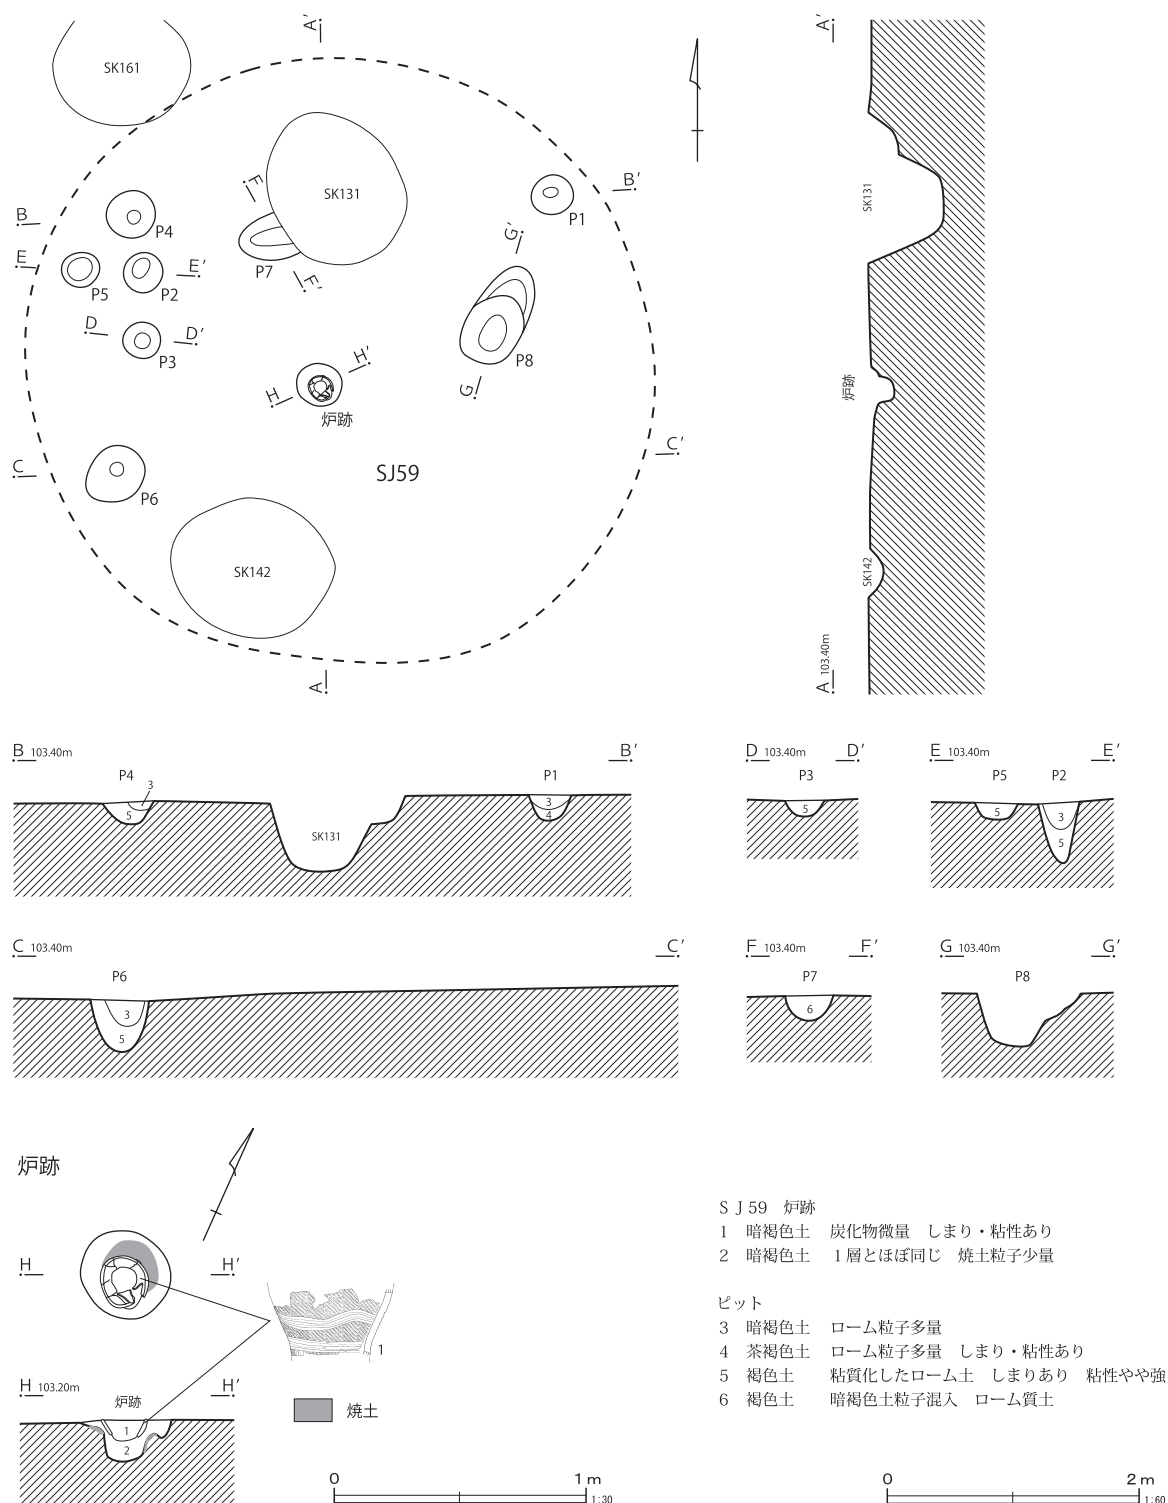 A'
SK161
SK131
F
B'
B
P1
P4
G'
E
E'
P7
F'
P5
P2
D
D'
P3
H'
P8
H
G
炉跡
C'
C
SJ59
P6
SK142
A
A'
SK131
炉跡
SK142
A 103.40m
B 103.40m B'
P4 P1
3
5
SK131
3
4
D 103.40m D'
P3
5
E 103.40m E'
P5 P2
5
3
5
C 103.40m C'
P6
3
5
F 103.40m F'
P7
6
G 103.40m G'
P8
炉跡
H H'
1
H 103.20m H'
炉跡
1
2
焼土
ＳＪ59　炉跡
1　暗褐色土　炭化物微量　しまり・粘性あり
2　暗褐色土　１層とほぼ同じ　焼土粒子少量
ピット
3　暗褐色土　ローム粒子多量
4　茶褐色土　ローム粒子多量　しまり・粘性あり
5　褐色土　粘質化したローム土　しまりあり　粘性やや強
6　褐色土　暗褐色土粒子混入　ローム質土
0 1 m
1:30
0 2 m
1:60